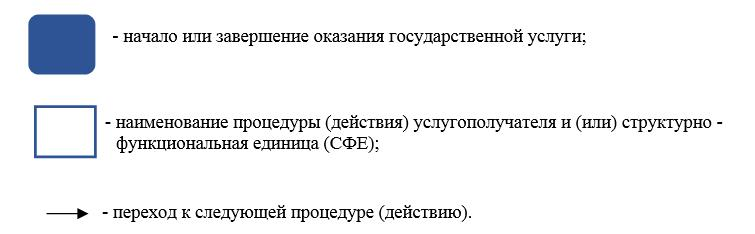 - начало или завершение оказания государственной услуги;
- наименование процедуры (действия) услугополучателя и (или) структурно -
функциональная единица (СФЕ);
- переход к следующей процедуре (действию).